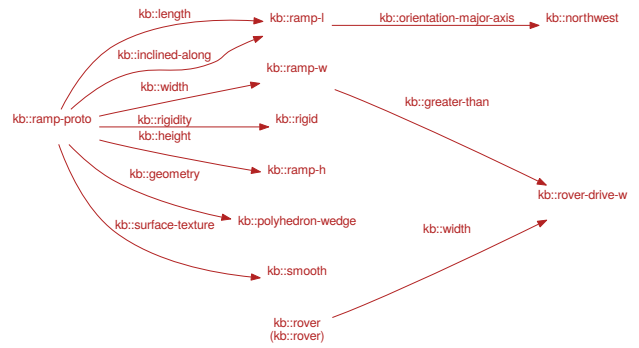 kb::length
kb::ramp-l
kb::orientation-major-axis
kb::northwest
kb::inclined-along
kb::ramp-w
kb::width
kb::greater-than
kb::ramp-proto
kb::rigidity
kb::rigid
kb::height
kb::geometry
kb::ramp-h
kb::rover-drive-w
kb::surface-texture
kb::polyhedron-wedge
kb::width
kb::smooth
kb::rover
(kb::rover)